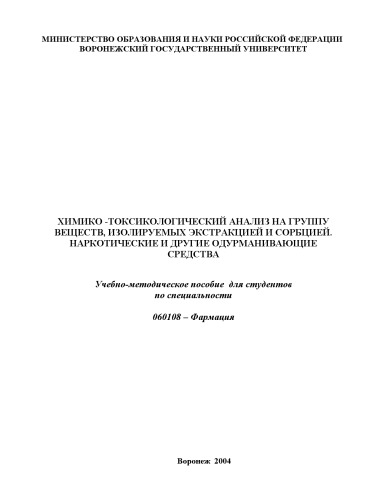 МИНИСТЕРСТВО ОБРАЗОВАНИЯ И НАУКИ РОССИЙСКОЙ ФЕДЕРАЦИИ
ВОРОНЕЖСКИЙ ГОСУДАРСТВЕННЫЙ УНИВЕРСИТЕТ
ХИМИКО -ТОКСИКОЛОГИЧЕСКИЙ АНАЛИЗ НА ГРУППУ
ВЕЩЕСТВ, ИЗОЛИРУЕМЫХ ЭКСТРАКЦИЕЙ И СОРБЦИЕЙ.
НАРКОТИЧЕСКИЕ И ДРУГИЕ ОДУРМАНИВАЮЩИЕ
СРЕДСТВА
Учебно-методическое пособие для студентов
по специальности
060108 – Фармация
Воронеж 2004